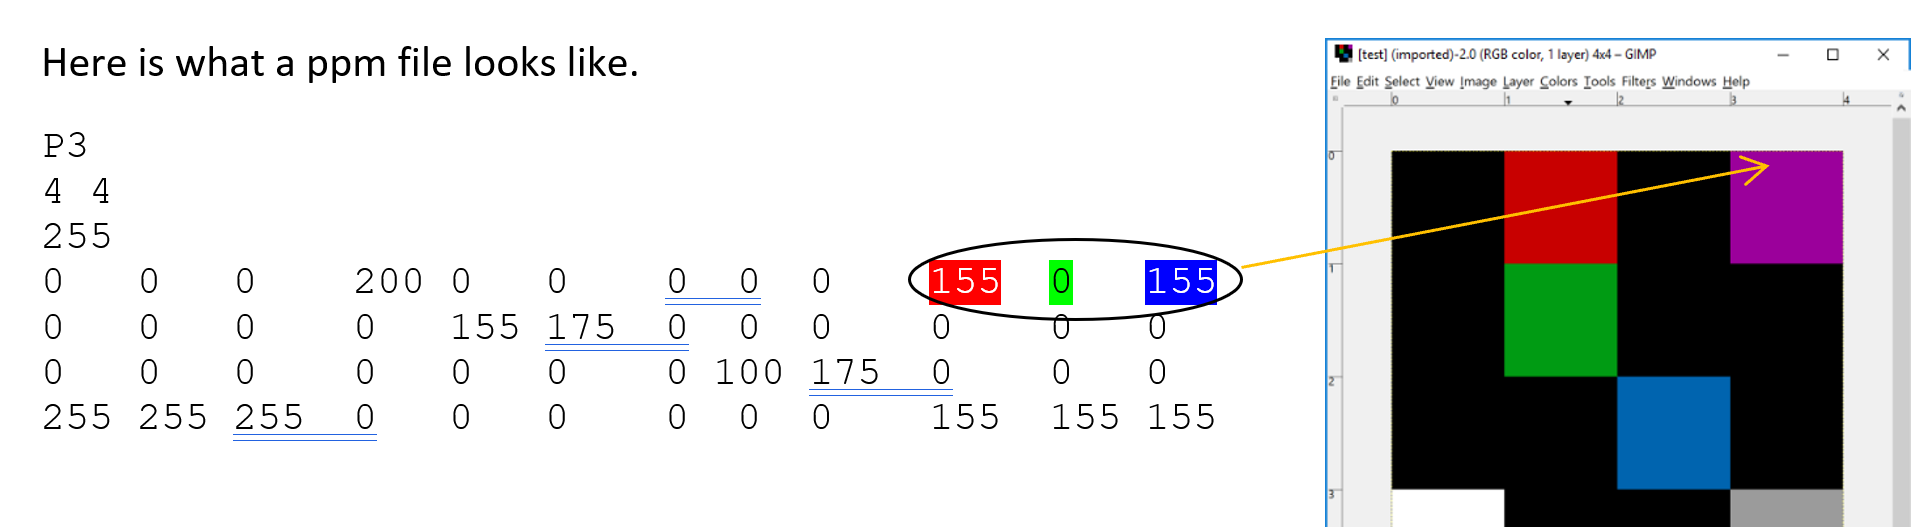 Here is what a ppm file looks like.
P3
4 4
255
0 0 0 200 0 0 0 0 0 155 0 155
0 0 0 0 155 175 0 0 0 0 0 0
0 0 0 0 0 0 0 100 175 0 0 0
255 255 255 0 0 0 0 0 0 155 155 155
[test] (imported)-2.0 (RGB color, 1 layer) 4x4 – GIMP
File Edit Select View Image Layer Colors Tools Filters Windows Help
0 1 2 3 4
0
1
2
3